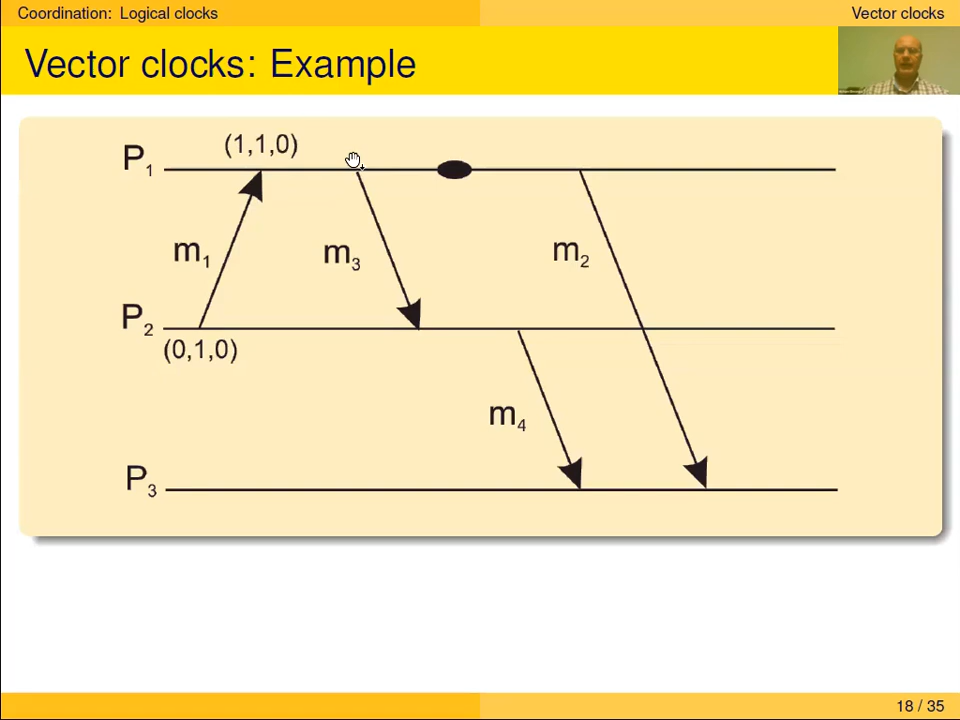 Coordination: Logical clocks Vector clocks
Vector clocks: Example
P1 (1,1,0)
m1 m3 m2
P2
(0,1,0)
m4
P3
18 / 35